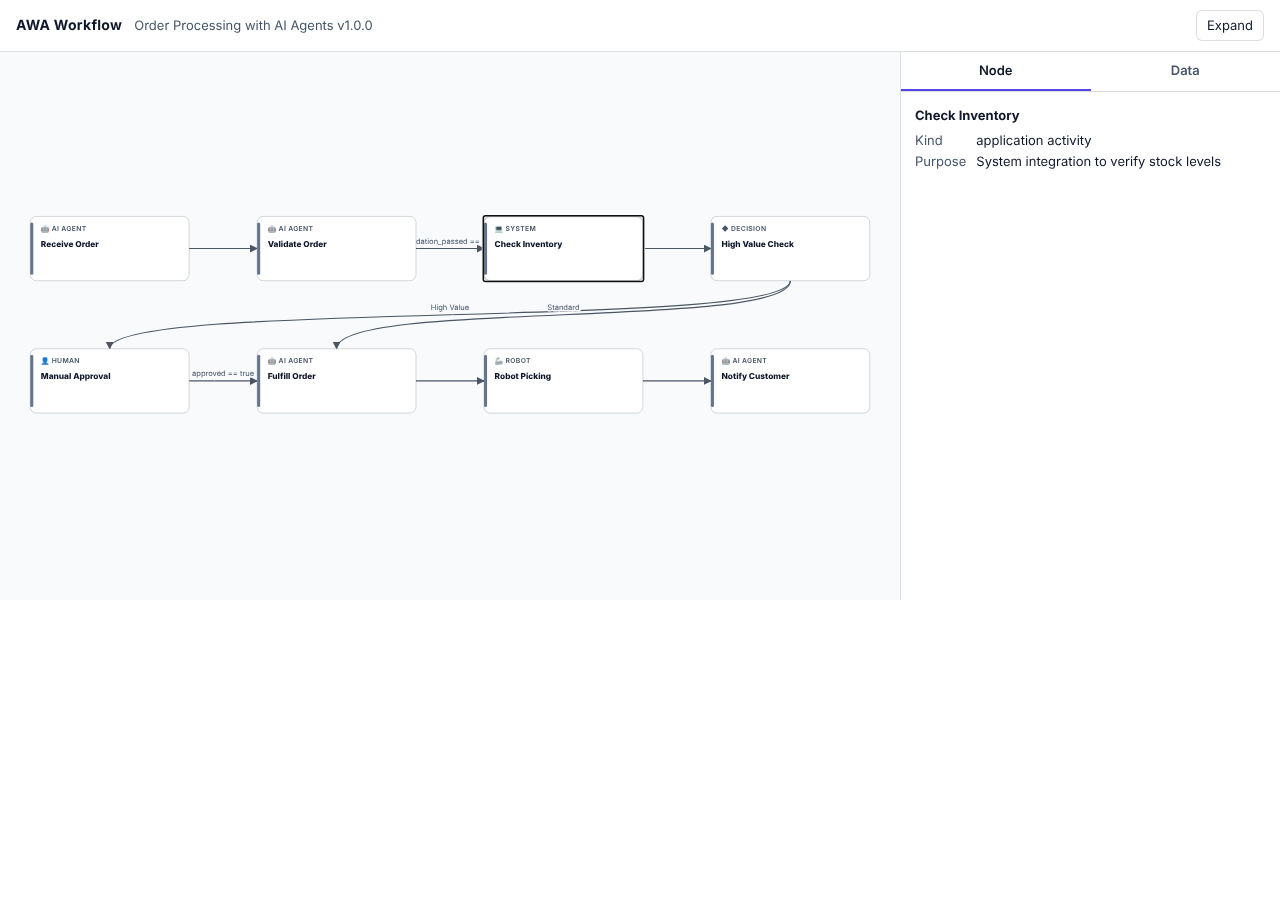 AWA Workflow Order Processing with AI Agents v1.0.0
Expand
Node
Data
Check Inventory
Kind application activity
Purpose System integration to verify stock levels
AI AGENT
Receive Order
AI AGENT
Validate Order
dation_passed ==
SYSTEM
Check Inventory
DECISION
High Value Check
High Value
Standard
HUMAN
Manual Approval
approved == true
AI AGENT
Fulfill Order
ROBOT
Robot Picking
AI AGENT
Notify Customer